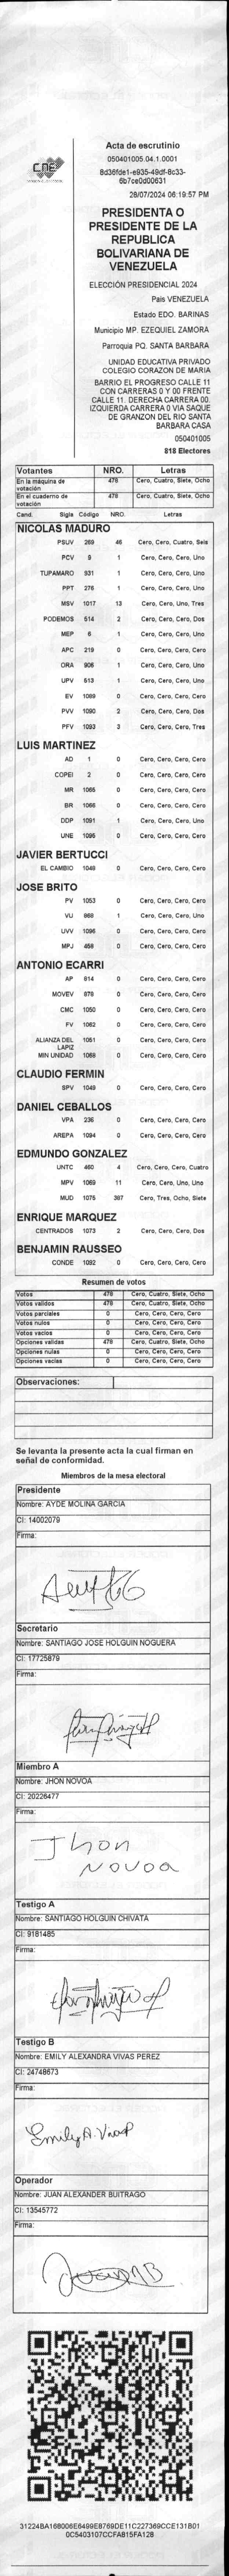 CNE
Acta de escrutinio
050401005.04.1.0001
8d36fde1-e935-49df-8c33-
6b7ce0d00631
28/07/2024 06:19:57 PM
PRESIDENTA O
PRESIDENTE DE LA
REPUBLICA
BOLIVARIANA DE
VENEZUELA
ELECCIÓN PRESIDENCIAL 2024
País VENEZUELA
Estado EDO. BARINAS
Municipio MP. EZEQUIEL ZAMORA
Parroquia PQ. SANTA BARBARA
UNIDAD EDUCATIVA PRIVADO
COLEGIO CORAZON DE MARIA
BARRIO EL PROGRESO CALLE 11
CON CARRERAS 0 Y 00 FRENTE
CALLE 11. DERECHA CARRERA 00.
IZQUIERDA CARRERA 0 VIA SAQUE
DE GRANZON DEL RIO SANTA
BARBARA CASA
050401005
818 Electores
Votantes NRO. Letras
En la máquina de votación 478 Cero, Cuatro, Siete, Ocho
En el cuaderno de votación 478 Cero, Cuatro, Siete, Ocho
Cand. Sigla Código NRO. Letras
NICOLAS MADURO
PSUV 269 46 Cero, Cero, Cuatro, Seis
PCV 9 1 Cero, Cero, Cero, Uno
TUPAMARO 931 1 Cero, Cero, Cero, Uno
PPT 276 1 Cero, Cero, Cero, Uno
MSV 1017 13 Cero, Cero, Uno, Tres
PODEMOS 514 2 Cero, Cero, Cero, Dos
MEP 6 1 Cero, Cero, Cero, Uno
APC 219 0 Cero, Cero, Cero, Cero
ORA 906 1 Cero, Cero, Cero, Uno
UPV 513 1 Cero, Cero, Cero, Uno
EV 1089 0 Cero, Cero, Cero, Cero
PVV 1090 2 Cero, Cero, Cero, Dos
PFV 1093 3 Cero, Cero, Cero, Tres
LUIS MARTINEZ
AD 1 0 Cero, Cero, Cero, Cero
COPEI 2 0 Cero, Cero, Cero, Cero
MR 1065 0 Cero, Cero, Cero, Cero
BR 1066 0 Cero, Cero, Cero, Cero
DDP 1091 1 Cero, Cero, Cero, Uno
UNE 1095 0 Cero, Cero, Cero, Cero
JAVIER BERTUCCI
EL CAMBIO 1048 0 Cero, Cero, Cero, Cero
JOSE BRITO
PV 1053 0 Cero, Cero, Cero, Cero
VU 868 1 Cero, Cero, Cero, Uno
UVV 1096 0 Cero, Cero, Cero, Cero
MPJ 458 0 Cero, Cero, Cero, Cero
ANTONIO ECARRI
AP 814 0 Cero, Cero, Cero, Cero
MOVEV 878 0 Cero, Cero, Cero, Cero
CMC 1050 0 Cero, Cero, Cero, Cero
FV 1062 0 Cero, Cero, Cero, Cero
ALIANZA DEL LAPIZ 1051 0 Cero, Cero, Cero, Cero
MIN UNIDAD 1068 0 Cero, Cero, Cero, Cero
CLAUDIO FERMIN
SPV 1049 0 Cero, Cero, Cero, Cero
DANIEL CEBALLOS
VPA 236 0 Cero, Cero, Cero, Cero
AREPA 1094 0 Cero, Cero, Cero, Cero
EDMUNDO GONZALEZ
UNTC 460 4 Cero, Cero, Cero, Cuatro
MPV 1069 11 Cero, Cero, Uno, Uno
MUD 1075 387 Cero, Tres, Ocho, Siete
ENRIQUE MARQUEZ
CENTRADOS 1073 2 Cero, Cero, Cero, Dos
BENJAMIN RAUSSEO
CONDE 1092 0 Cero, Cero, Cero, Cero
Resumen de votos
Votos 478 Cero, Cuatro, Siete, Ocho
Votos validos 478 Cero, Cuatro, Siete, Ocho
Votos parciales 0 Cero, Cero, Cero, Cero
Votos nulos 0 Cero, Cero, Cero, Cero
Votos vacios 0 Cero, Cero, Cero, Cero
Opciones validas 478 Cero, Cuatro, Siete, Ocho
Opciones nulas 0 Cero, Cero, Cero, Cero
Opciones vacias 0 Cero, Cero, Cero, Cero
Observaciones:
Se levanta la presente acta la cual firman en
señal de conformidad.
Miembros de la mesa electoral
Presidente
Nombre: AYDE MOLINA GARCIA
CI: 14002079
Firma:
Secretario
Nombre: SANTIAGO JOSE HOLGUIN NOGUERA
CI: 17725879
Firma:
Miembro A
Nombre: JHON NOVOA
CI: 20226477
Firma:
Jhon
Novoa
Testigo A
Nombre: SANTIAGO HOLGUIN CHIVATA
CI: 9181485
Firma:
Testigo B
Nombre: EMILY ALEXANDRA VIVAS PEREZ
CI: 24748673
Firma:
Emily A. Vivas P
Operador
Nombre: JUAN ALEXANDER BUITRAGO
CI: 13545772
Firma:
31224BA168006E6499E8769DE11C227369CCE131B01
0C5403107CCFA815FA128